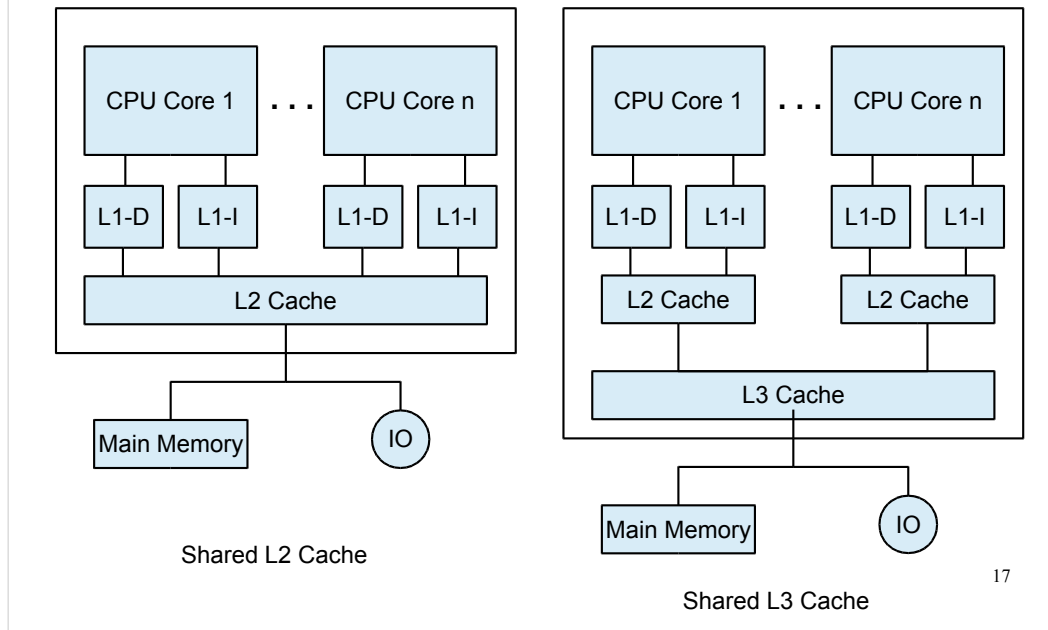 CPU Core 1 . . . CPU Core n
L1-D L1-I L1-D L1-I
L2 Cache
Main Memory IO
Shared L2 Cache
CPU Core 1 . . . CPU Core n
L1-D L1-I L1-D L1-I
L2 Cache L2 Cache
L3 Cache
Main Memory IO
Shared L3 Cache
17